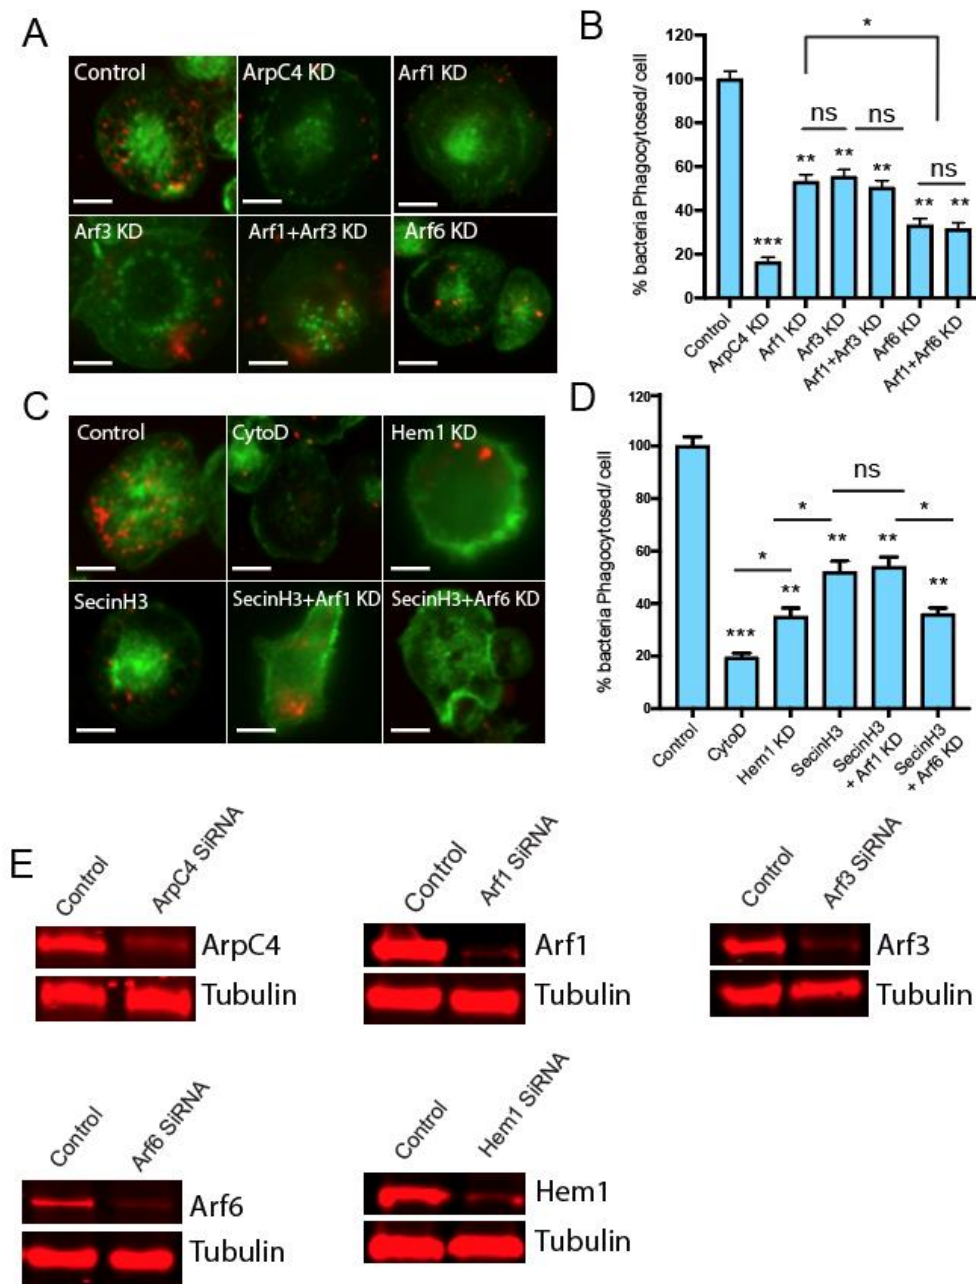 A
Control
ArpC4 KD
Arf1 KD
Arf3 KD
Arf1+Arf3 KD
Arf6 KD
B
% bacteria Phagocytosed/ cell
120
100
80
60
40
20
0
*
ns
ns
ns
***
**
**
**
**
**
Control
ArpC4 KD
Arf1 KD
Arf3 KD
Arf1+Arf3 KD
Arf6 KD
Arf1+Arf6 KD
C
Control
CytoD
Hem1 KD
SecinH3
SecinH3+Arf1 KD
SecinH3+Arf6 KD
D
% bacteria Phagocytosed/ cell
120
100
80
60
40
20
0
ns
*
*
*
***
**
**
**
**
Control
CytoD
Hem1 KD
SecinH3
SecinH3
+ Arf1 KD
SecinH3
+ Arf6 KD
E
Control
ArpC4 SiRNA
ArpC4
Tubulin
Control
Arf1 SiRNA
Arf1
Tubulin
Control
Arf3 SiRNA
Arf3
Tubulin
Control
Arf6 SiRNA
Arf6
Tubulin
Control
Hem1 SiRNA
Hem1
Tubulin